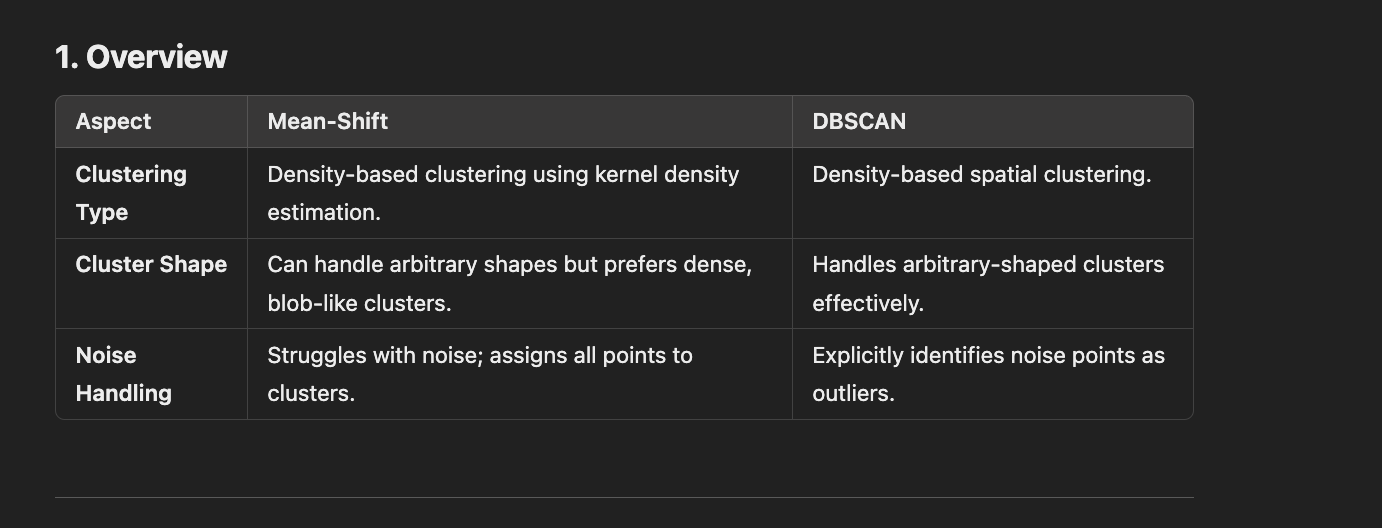 1. Overview
Aspect
Mean-Shift
DBSCAN
Clustering
Type
Density-based clustering using kernel density
estimation.
Density-based spatial clustering.
Cluster Shape
Can handle arbitrary shapes but prefers dense,
blob-like clusters.
Handles arbitrary-shaped clusters
effectively.
Noise
Handling
Struggles with noise; assigns all points to
clusters.
Explicitly identifies noise points as
outliers.